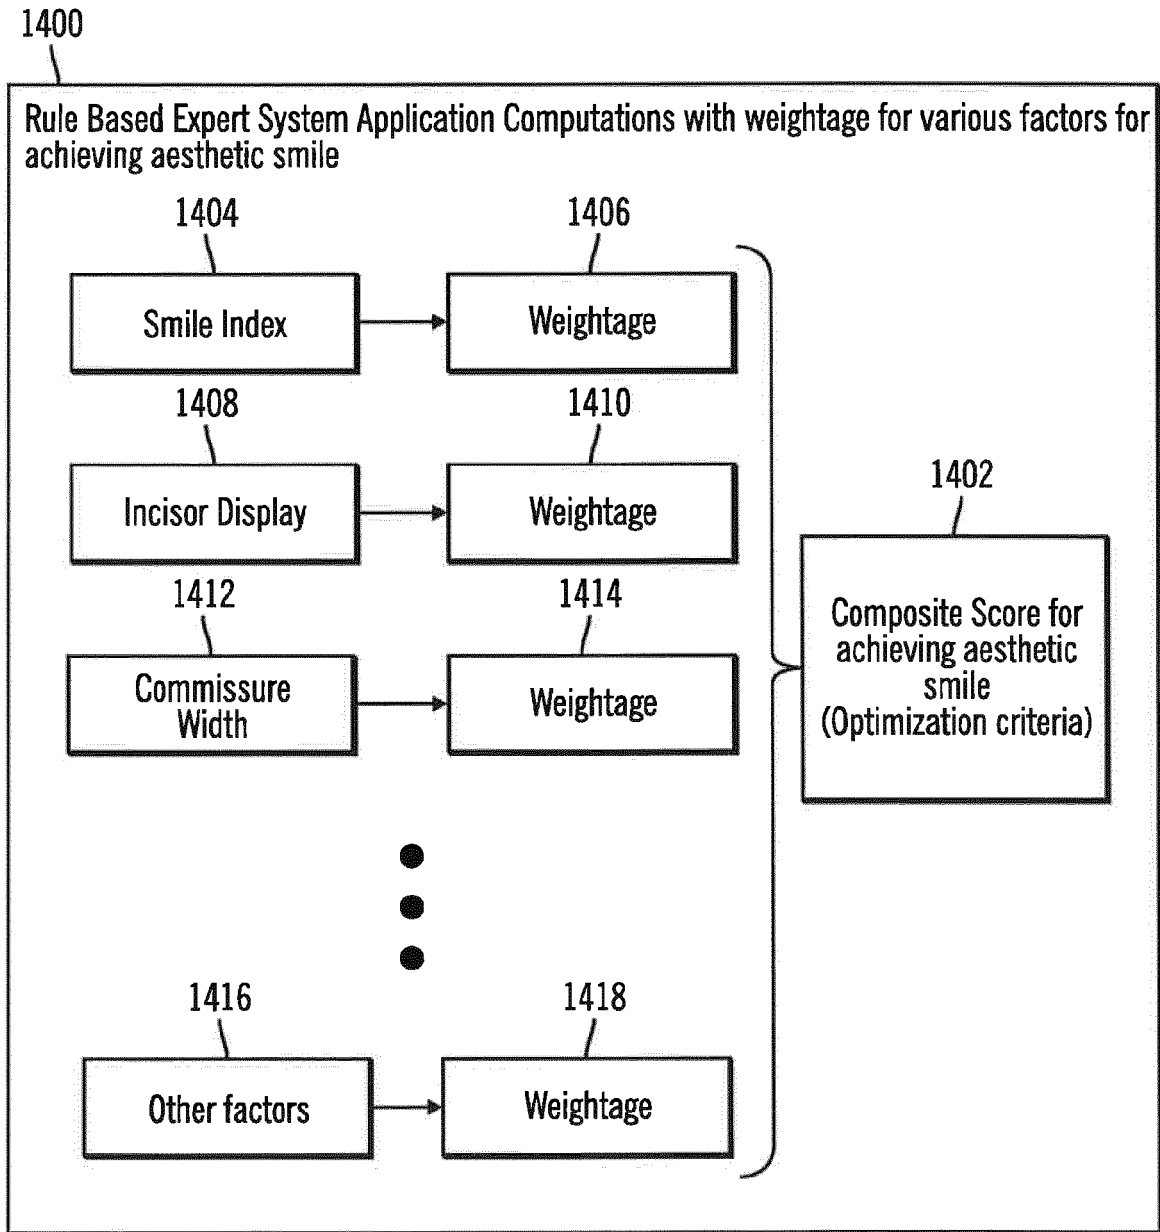 1400
Rule Based Expert System Application Computations with weightage for various factors for
achieving aesthetic smile
1404
1406
Smile Index
Weightage
1408
1410
Incisor Display
Weightage
1402
1412
1414
Commissure
Width
Weightage
Composite Score for
achieving aesthetic
smile
(Optimization criteria)
1416
1418
Other factors
Weightage